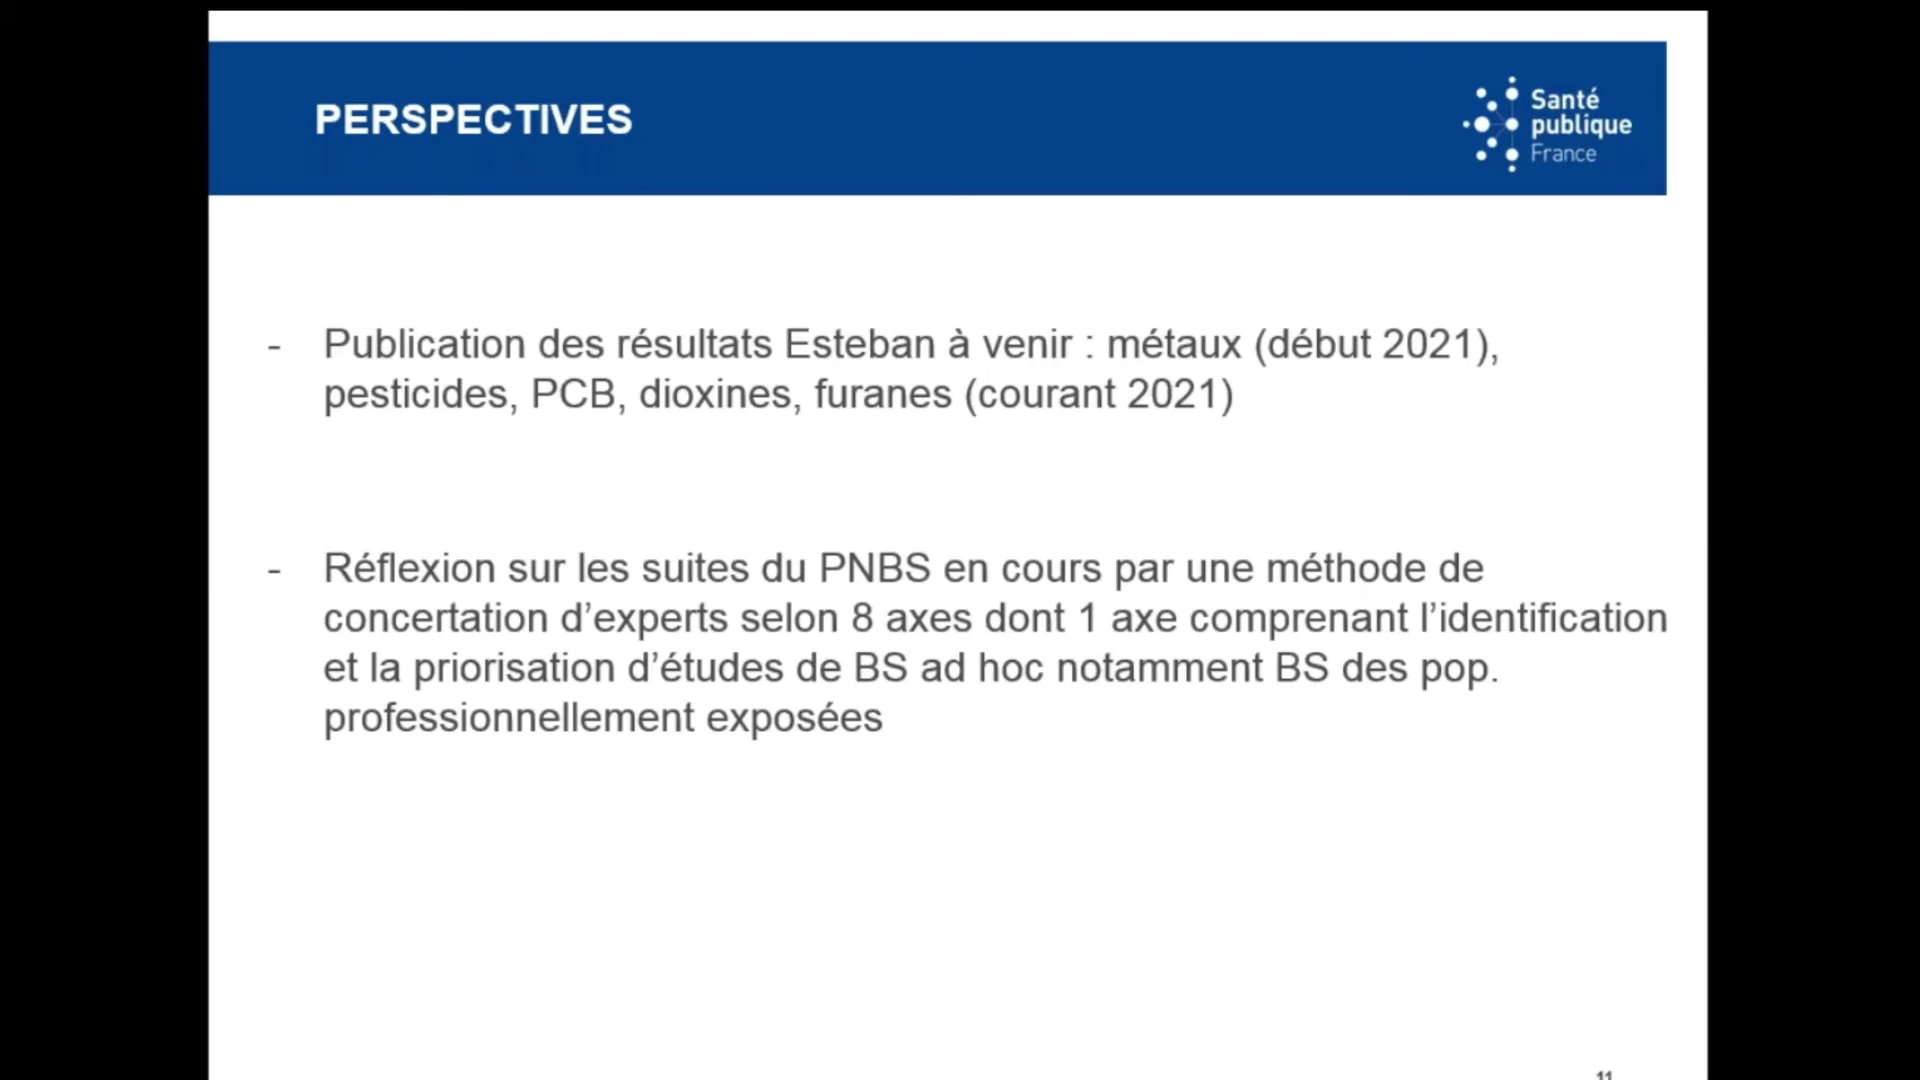 PERSPECTIVES
Santé
publique
France
- Publication des résultats Esteban à venir : métaux (début 2021),
pesticides, PCB, dioxines, furanes (courant 2021)
- Réflexion sur les suites du PNBS en cours par une méthode de
concertation d’experts selon 8 axes dont 1 axe comprenant l’identification
et la priorisation d’études de BS ad hoc notamment BS des pop.
professionnellement exposées
11